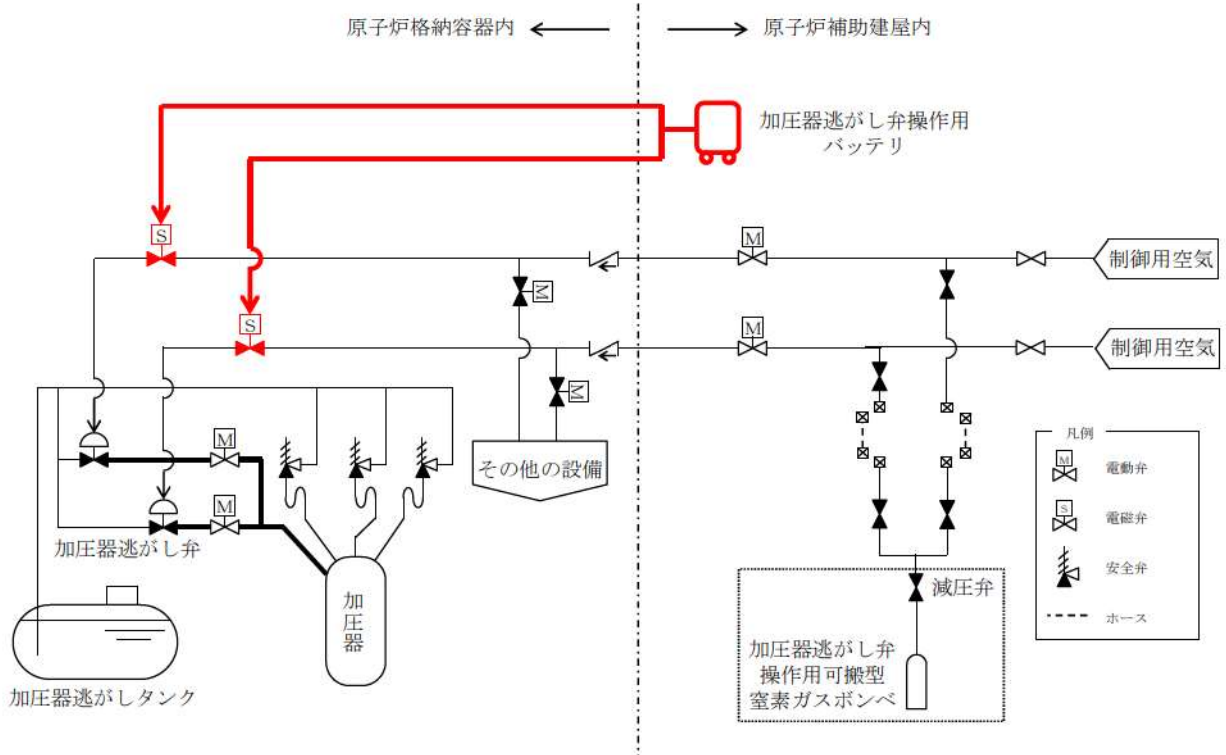 原子炉格納容器内
原子炉補助建屋内
加圧器逃がし弁操作用
バッテリ
S
M
制御用空気
M
S
M
制御用空気
M
M
M
その他の設備
加圧器逃がし弁
加圧器
加圧器逃がしタンク
減圧弁
加圧器逃がし弁
操作用可搬型
窒素ガスボンベ
凡例
M
電動弁
S
電磁弁
安全弁
ホース